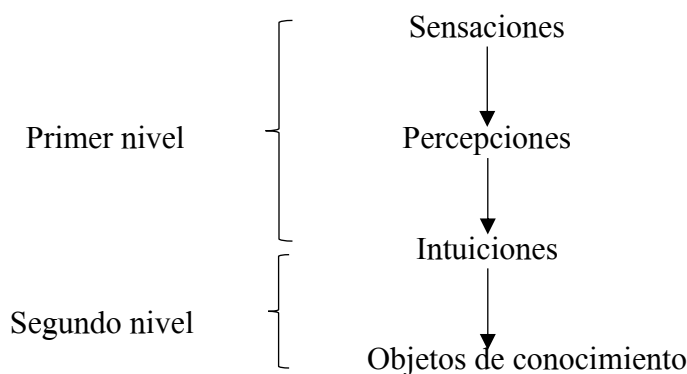 Sensaciones
Primer nivel
Percepciones
Intuiciones
Segundo nivel
Objetos de conocimiento